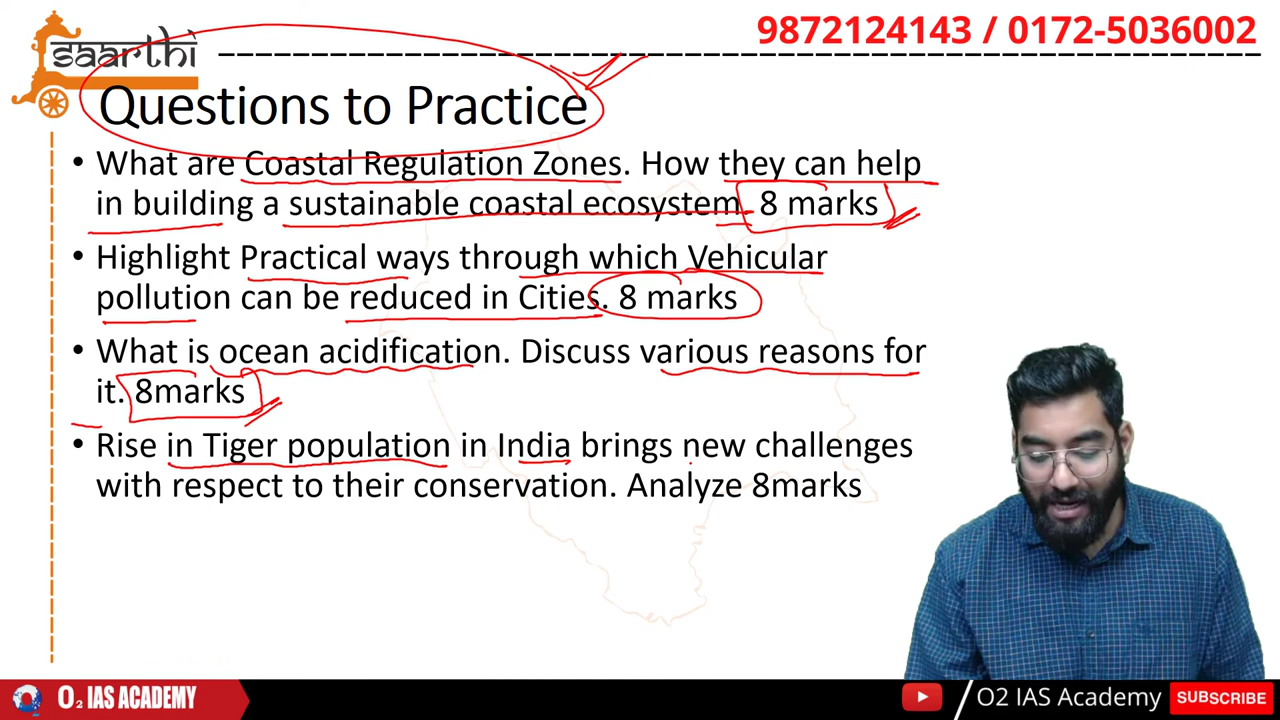 saarthi
9872124143 / 0172-5036002
Questions to Practice
• What are Coastal Regulation Zones. How they can help
in building a sustainable coastal ecosystem. 8 marks
• Highlight Practical ways through which Vehicular
pollution can be reduced in Cities. 8 marks
• What is ocean acidification. Discuss various reasons for
it. 8marks
• Rise in Tiger population in India brings new challenges
with respect to their conservation. Analyze 8marks
O2 IAS ACADEMY
O2 IAS Academy SUBSCRIBE